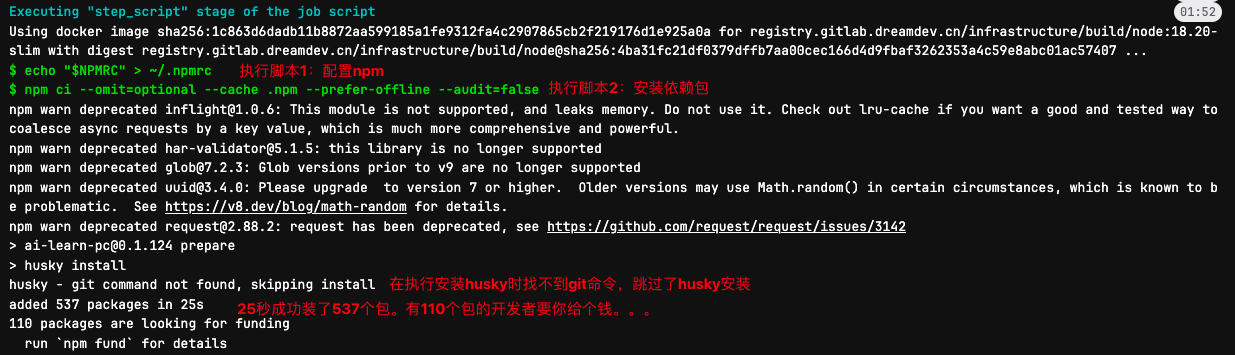 Executing "step_script" stage of the job script 01:52
Using docker image sha256:1c863d6dadb11b8872aa599185a1fe9312fa4c2907865cb2f219176d1e925a0a for registry.gitlab.dreamdev.cn/infrastructure/build/node:18.20-
slim with digest registry.gitlab.dreamdev.cn/infrastructure/build/node@sha256:4ba31fc21df0379dffb7aa00cec166d4d9fbaf3262353a4c59e8abc01ac57407 ...
$ echo "$NPMRC" > ~/.npmrc 执行脚本1：配置npm
$ npm ci --omit=optional --cache .npm --prefer-offline --audit=false 执行脚本2：安装依赖包
npm warn deprecated inflight@1.0.6: This module is not supported, and leaks memory. Do not use it. Check out lru-cache if you want a good and tested way to
coalesce async requests by a key value, which is much more comprehensive and powerful.
npm warn deprecated har-validator@5.1.5: this library is no longer supported
npm warn deprecated glob@7.2.3: Glob versions prior to v9 are no longer supported
npm warn deprecated uuid@3.4.0: Please upgrade  to version 7 or higher.  Older versions may use Math.random() in certain circumstances, which is known to b
e problematic.  See https://v8.dev/blog/math-random for details.
npm warn deprecated request@2.88.2: request has been deprecated, see https://github.com/request/request/issues/3142
> ai-learn-pc@0.1.124 prepare
> husky install
husky - git command not found, skipping install 在执行安装husky时找不到git命令，跳过了husky安装
added 537 packages in 25s 25秒成功装了537个包。有110个包的开发者要你给个钱。。。
110 packages are looking for funding
  run `npm fund` for details